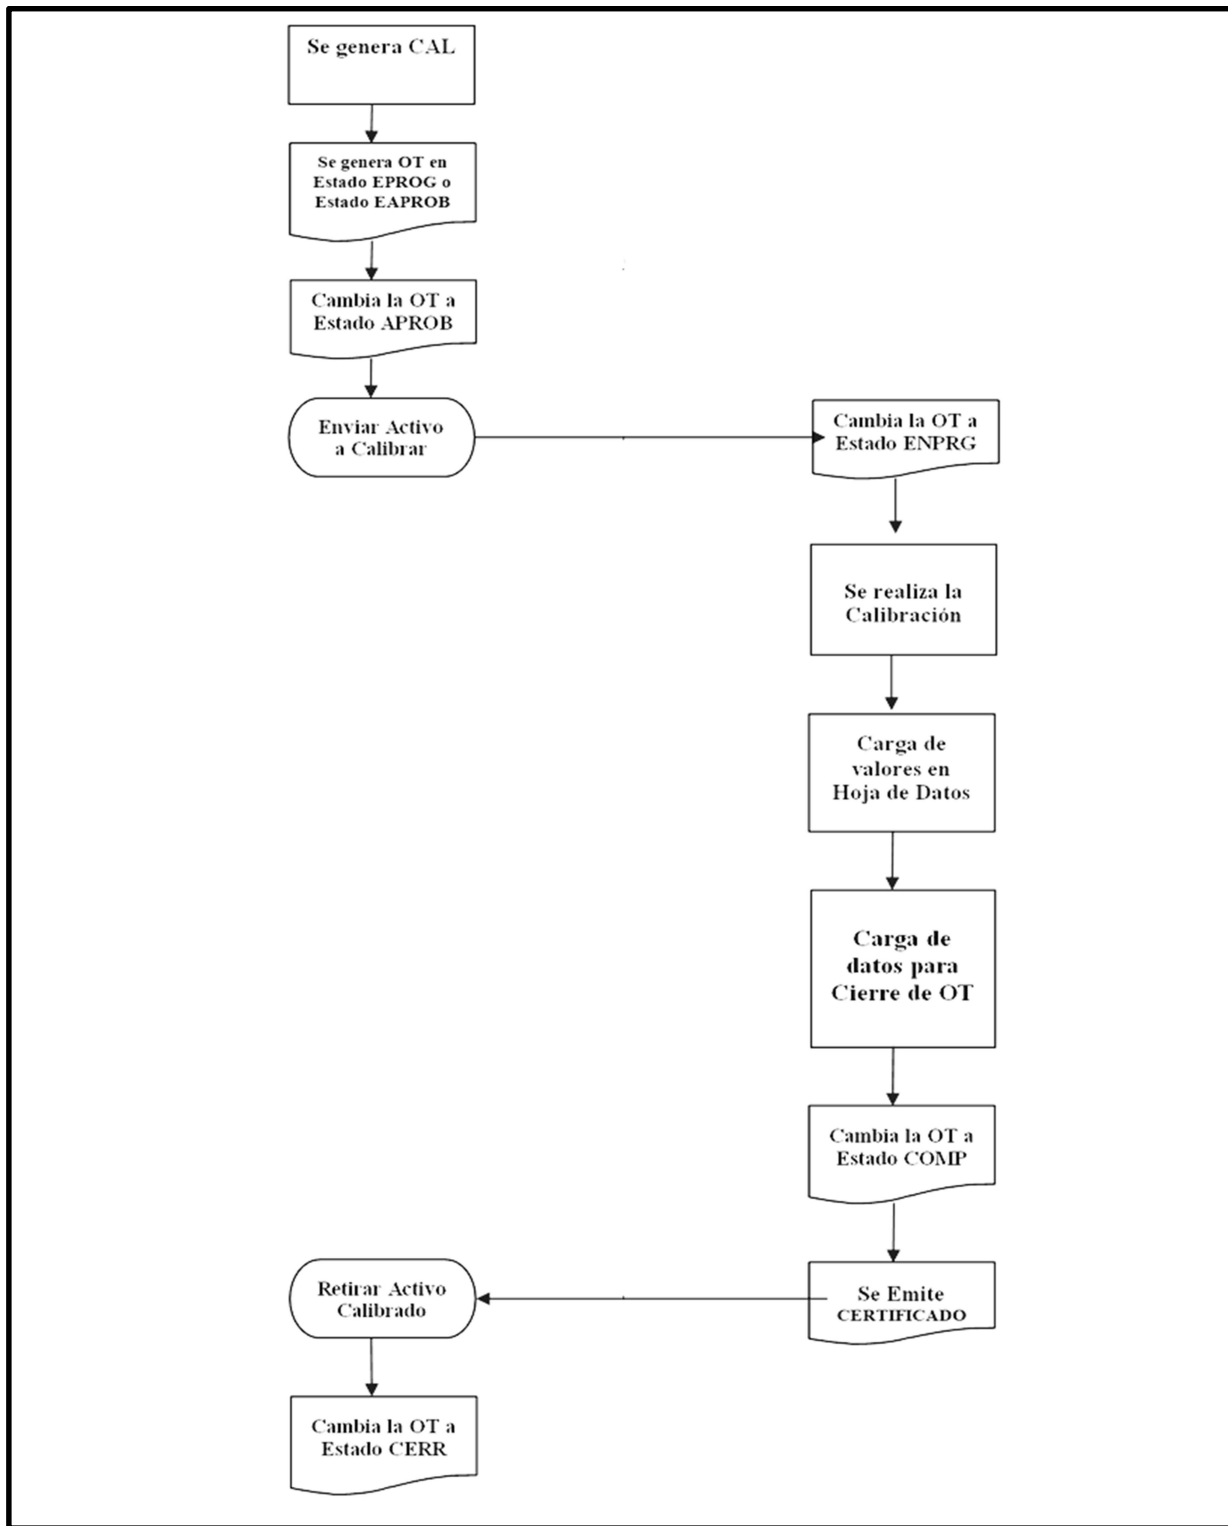 Se genera CAL
Se genera OT en
Estado EPROG o
Estado EAPROB
Cambia la OT a
Estado APROB
Enviar Activo
a Calibrar
Cambia la OT a
Estado ENPRG
Se realiza la
Calibración
Carga de
valores en
Hoja de Datos
Carga de
datos para
Cierre de OT
Cambia la OT a
Estado COMP
Se Emite
CERTIFICADO
Retirar Activo
Calibrado
Cambia la OT a
Estado CERR